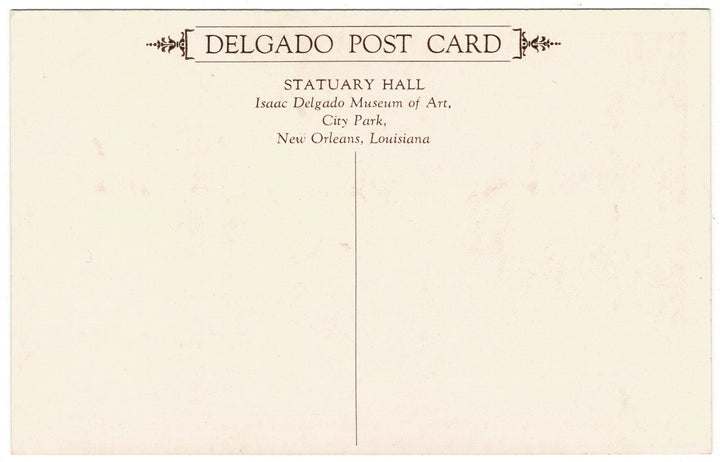 DELGADO POST CARD
STATUARY HALL
Isaac Delgado Museum of Art,
City Park,
New Orleans, Louisiana